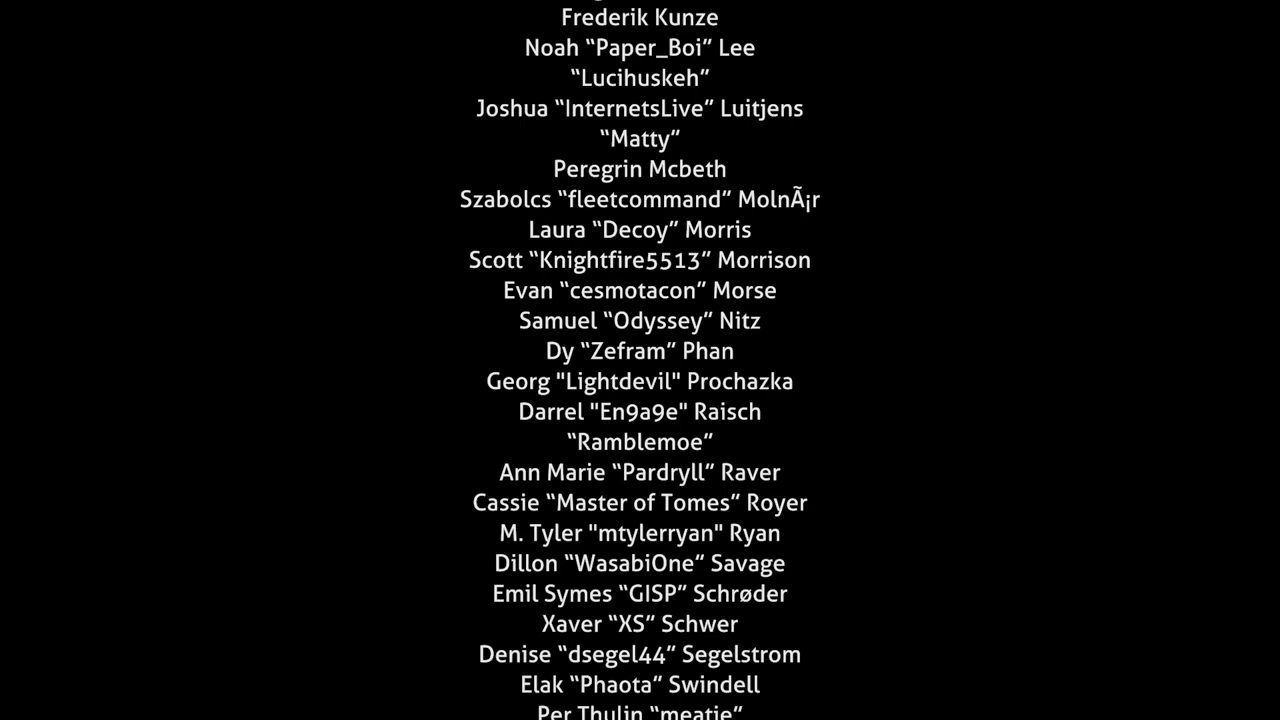 Frederik Kunze
Noah “Paper_Boi” Lee
“Lucihuskeh”
Joshua “InternetsLive” Luitjens
“Matty”
Peregrin Mcbeth
Szabolcs “fleetcommand” MolnÃ¡r
Laura “Decoy” Morris
Scott “Knightfire5513” Morrison
Evan “cesmotacon” Morse
Samuel “Odyssey” Nitz
Dy “Zefram” Phan
Georg "Lightdevil" Prochazka
Darrel "En9a9e" Raisch
“Ramblemoe”
Ann Marie “Pardryll” Raver
Cassie “Master of Tomes” Royer
M. Tyler "mtylerryan" Ryan
Dillon “WasabiOne” Savage
Emil Symes “GISP” Schrøder
Xaver “XS” Schwer
Denise “dsegel44” Segelstrom
Elak “Phaota” Swindell
Per Thulin “meatie”